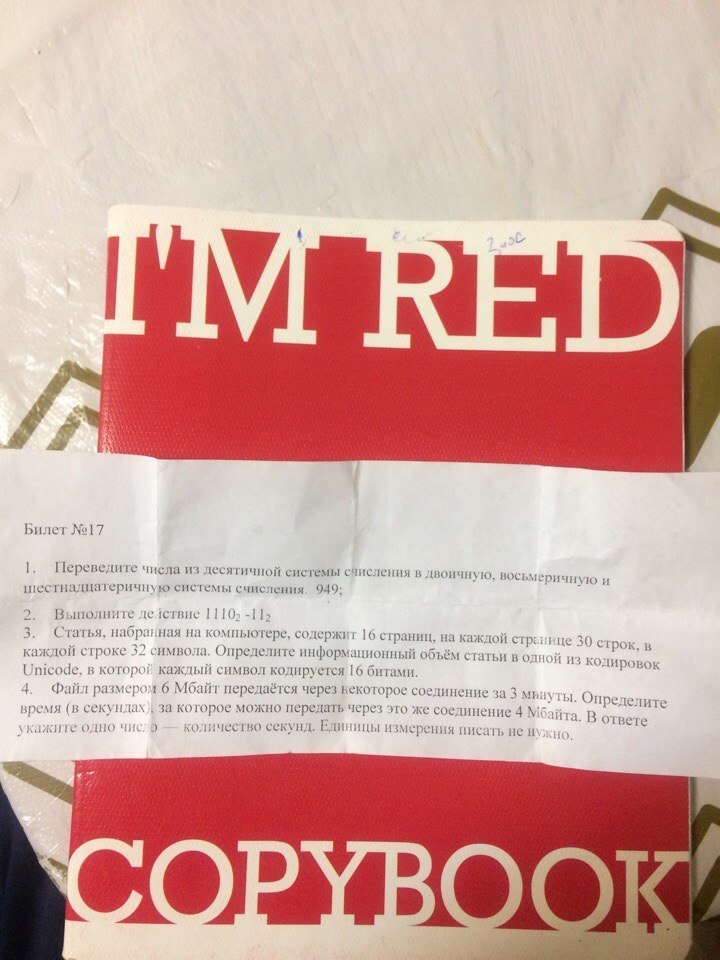 I'M RED
Билет №17
1. Переведите числа из десятичной системы счисления в двоичную, восьмеричную и
шестнадцатеричную системы счисления. 949;
2. Выполните действие 1110₂ -11₂
3. Статья, набранная на компьютере, содержит 16 страниц, на каждой странице 30 строк, в
каждой строке 32 символа. Определите информационный объём статьи в одной из кодировок
Unicode, в которой каждый символ кодируется 16 битами.
4. Файл размером 6 Мбайт передаётся через некоторое соединение за 3 минуты. Определите
время (в секундах), за которое можно передать через это же соединение 4 Мбайта. В ответе
укажите одно число — количество секунд. Единицы измерения писать не нужно.
COPYBOOK